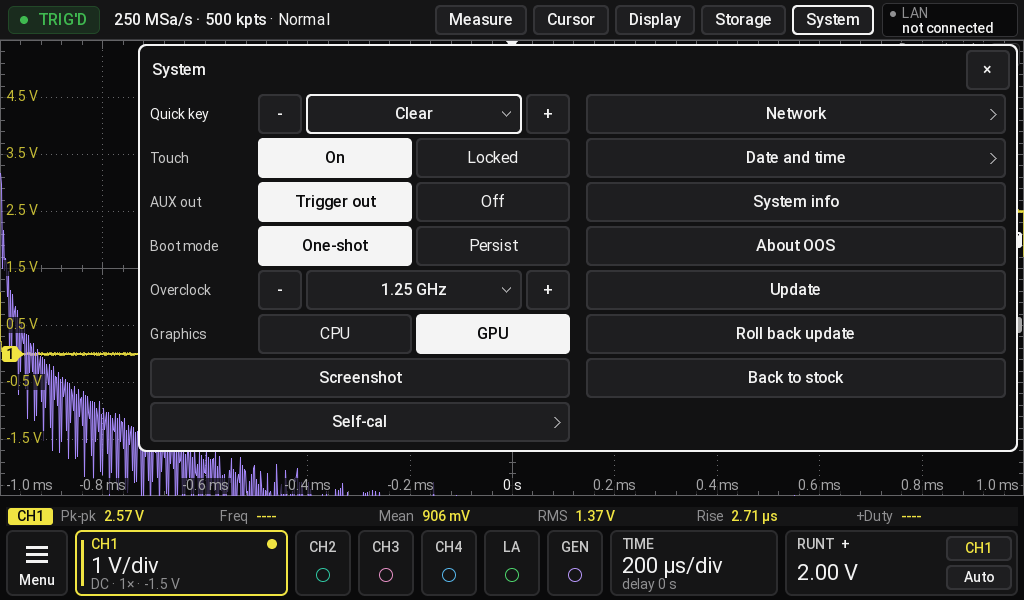 TRIG'D 250 MSa/s · 500 kpts · Normal Measure Cursor Display Storage System LAN not connected
System ×
Quick key - Clear + Network
Touch On Locked Date and time
AUX out Trigger out Off System info
Boot mode One-shot Persist About OOS
Overclock - 1.25 GHz + Update
Graphics CPU GPU Roll back update
Screenshot Back to stock
Self-cal
4.5 V
3.5 V
2.5 V
1.5 V
0.5 V
1
-0.5 V
-1.5 V
-1.0 ms -0.8 ms -0.6 ms -0.4 ms -0.2 ms 0 s 0.2 ms 0.4 ms 0.6 ms 0.8 ms 1.0 ms
CH1 Pk-pk 2.57 V Freq ---- Mean 906 mV RMS 1.37 V Rise 2.71 µs +Duty ----
Menu
CH1
1 V/div
DC · 1× · -1.5 V
CH2 CH3 CH4 LA GEN
TIME
200 µs/div
delay 0 s
RUNT +
2.00 V
CH1
Auto